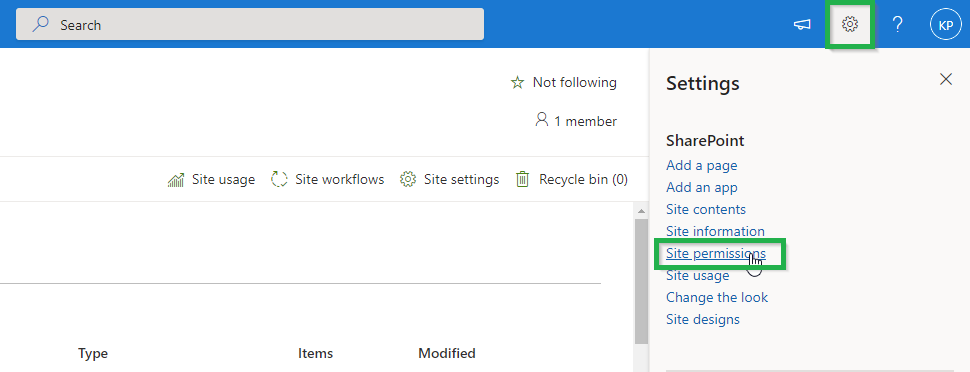 Search
?
KP
Not following
1 member
Site usage Site workflows Site settings Recycle bin (0)
Type Items Modified
Settings
SharePoint
Add a page
Add an app
Site contents
Site information
Site permissions
Site usage
Change the look
Site designs